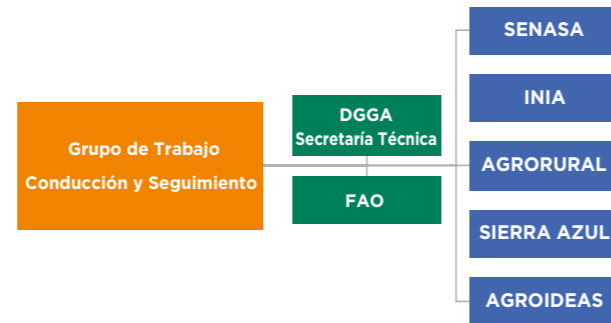 Grupo de Trabajo
Conducción y Seguimiento
DGGA
Secretaría Técnica
FAO
SENASA
INIA
AGRORURAL
SIERRA AZUL
AGROIDEAS